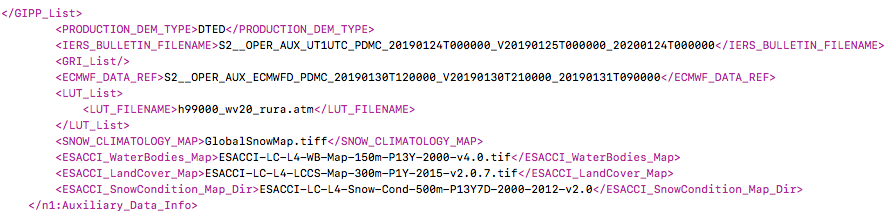 </GIPP_List>
<PRODUCTION_DEM_TYPE>DTED</PRODUCTION_DEM_TYPE>
<IERS_BULLETIN_FILENAME>S2__OPER_AUX_UT1UTC_PDMC_20190124T000000_V20190125T000000_20200124T000000</IERS_BULLETIN_FILENAME>
<GRI_List/>
<ECMWF_DATA_REF>S2__OPER_AUX_ECMWFD_PDMC_20190130T120000_V20190130T210000_20190131T090000</ECMWF_DATA_REF>
<LUT_List>
<LUT_FILENAME>h99000_wv20_rura.atm</LUT_FILENAME>
</LUT_List>
<SNOW_CLIMATOLOGY_MAP>GlobalSnowMap.tiff</SNOW_CLIMATOLOGY_MAP>
<ESACCI_WaterBodies_Map>ESACCI-LC-L4-WB-Map-150m-P13Y-2000-v4.0.tif</ESACCI_WaterBodies_Map>
<ESACCI_LandCover_Map>ESACCI-LC-L4-LCCS-Map-300m-P1Y-2015-v2.0.7.tif</ESACCI_LandCover_Map>
<ESACCI_SnowCondition_Map_Dir>ESACCI-LC-L4-Snow-Cond-500m-P13Y7D-2000-2012-v2.0</ESACCI_SnowCondition_Map_Dir>
</n1:Auxiliary_Data_Info>